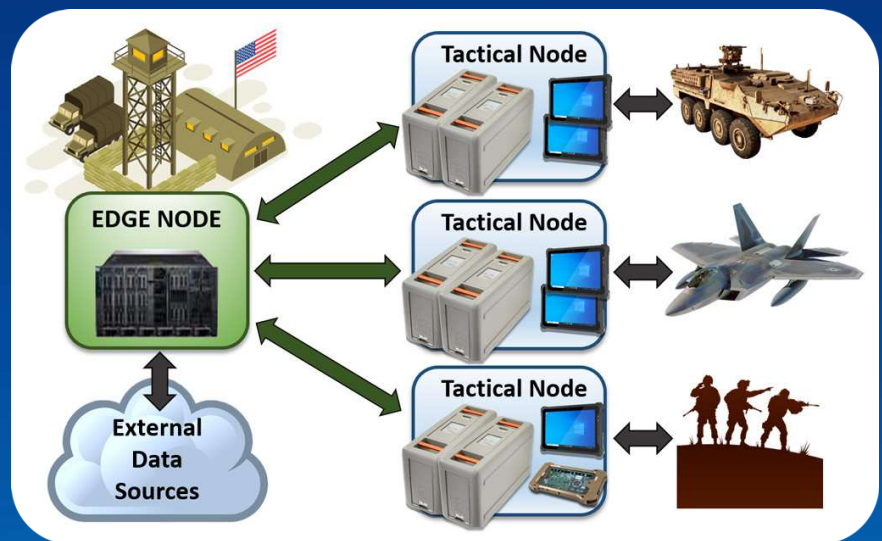 Tactical Node
EDGE NODE
Tactical Node
Tactical Node
External
Data
Sources